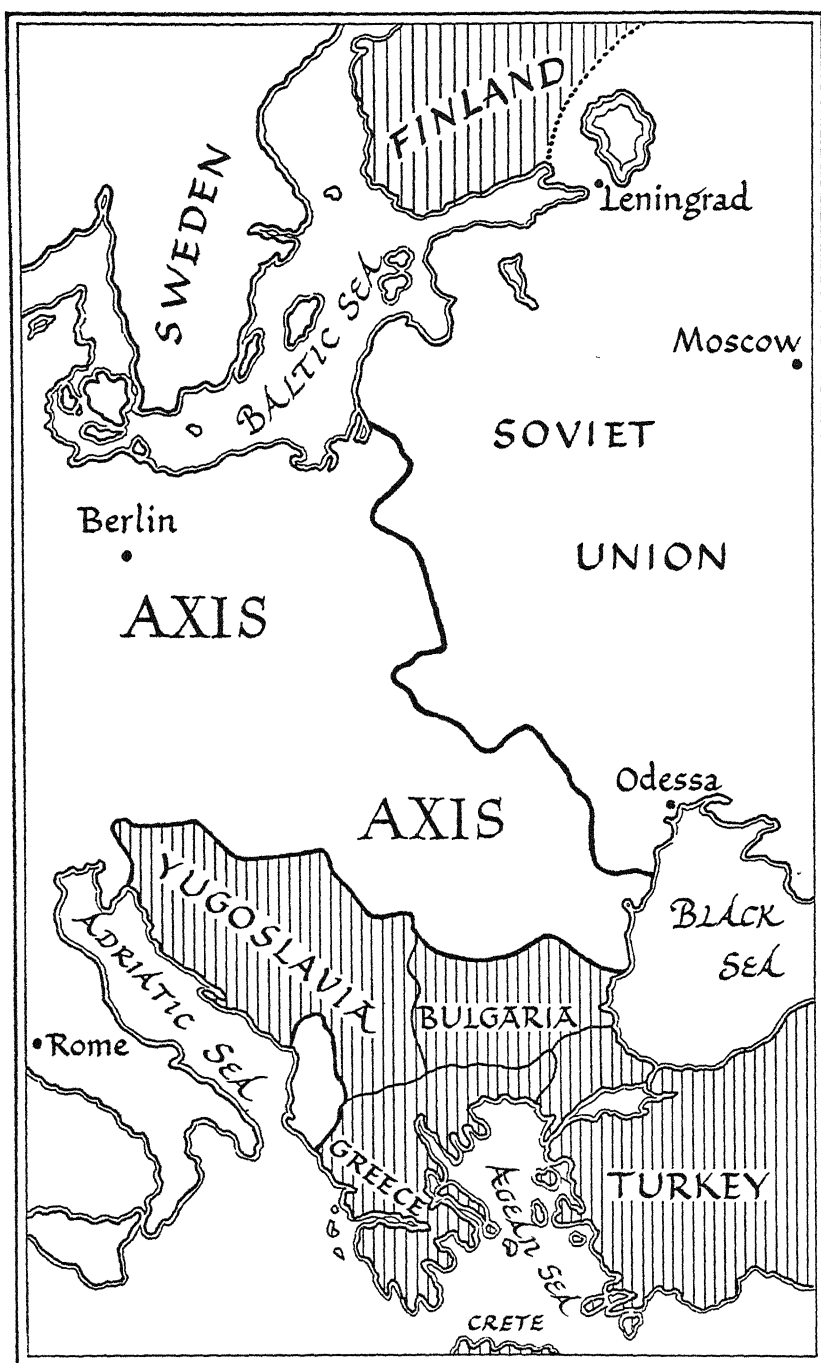 FINLAND
SWEDEN
Leningrad
BALTIC SEA
Moscow
SOVIET
UNION
Berlin
AXIS
AXIS
Odessa
YUGOSLAVIA
ADRIATIC SEA
BLACK
SEA
BULGARIA
Rome
GREECE
ÆGEAN SEA
TURKEY
CRETE